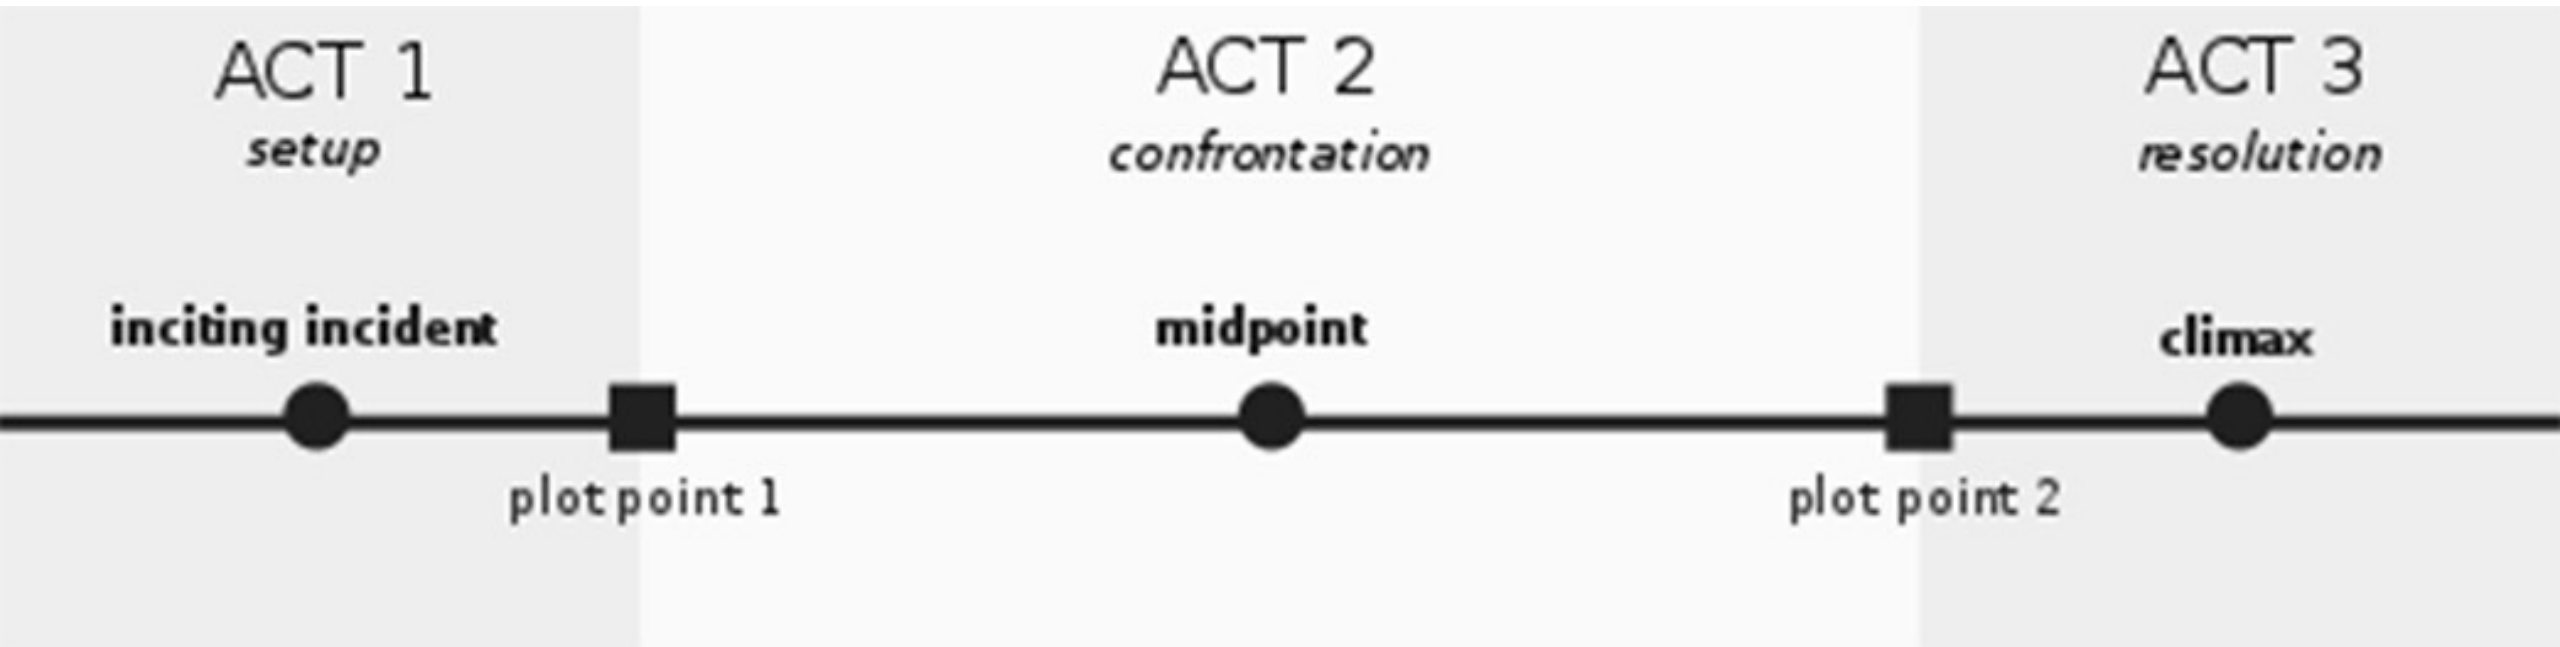 ACT 1
setup
ACT 2
confrontation
ACT 3
resolution
inciting incident
midpoint
climax
plot point 1
plot point 2